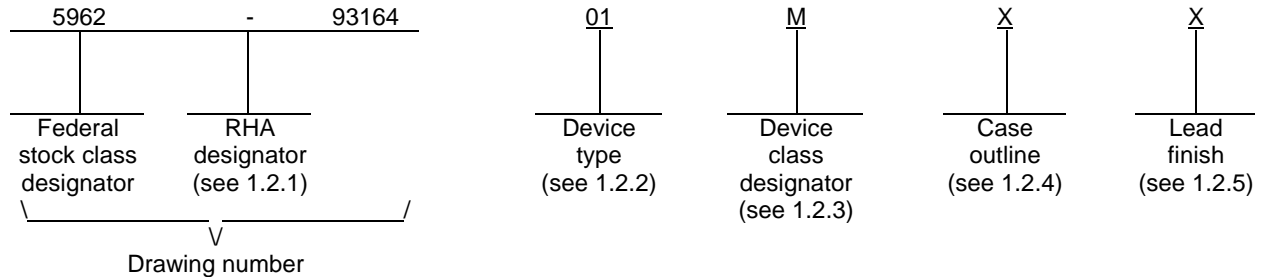 5962 - 93164 01 M X X
Federal stock class designator
RHA designator (see 1.2.1)
Device type (see 1.2.2)
Device class designator (see 1.2.3)
Case outline (see 1.2.4)
Lead finish (see 1.2.5)
Drawing number